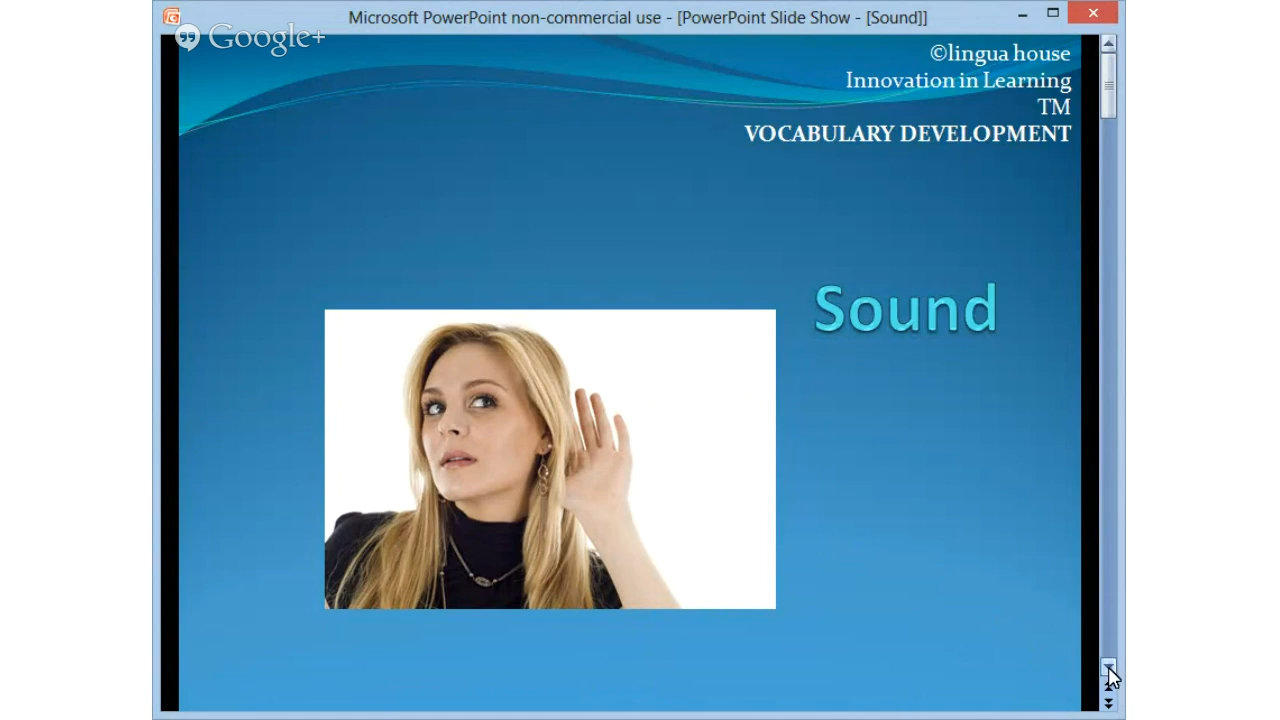 Microsoft PowerPoint non-commercial use - [PowerPoint Slide Show - [Sound]]
Google+
©lingua house
Innovation in Learning
TM
VOCABULARY DEVELOPMENT
Sound